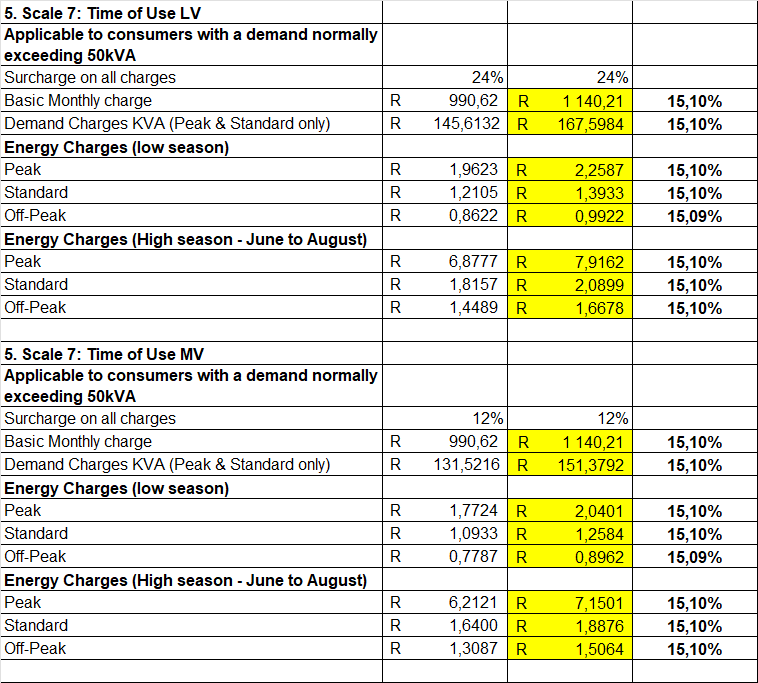 5. Scale 7: Time of Use LV
Applicable to consumers with a demand normally
exceeding 50kVA
Surcharge on all charges 24% 24%
Basic Monthly charge R 990,62 R 1 140,21 15,10%
Demand Charges KVA (Peak & Standard only) R 145,6132 R 167,5984 15,10%
Energy Charges (low season)
Peak R 1,9623 R 2,2587 15,10%
Standard R 1,2105 R 1,3933 15,10%
Off-Peak R 0,8622 R 0,9922 15,09%
Energy Charges (High season - June to August)
Peak R 6,8777 R 7,9162 15,10%
Standard R 1,8157 R 2,0899 15,10%
Off-Peak R 1,4489 R 1,6678 15,10%
5. Scale 7: Time of Use MV
Applicable to consumers with a demand normally
exceeding 50kVA
Surcharge on all charges 12% 12%
Basic Monthly charge R 990,62 R 1 140,21 15,10%
Demand Charges KVA (Peak & Standard only) R 131,5216 R 151,3792 15,10%
Energy Charges (low season)
Peak R 1,7724 R 2,0401 15,10%
Standard R 1,0933 R 1,2584 15,10%
Off-Peak R 0,7787 R 0,8962 15,09%
Energy Charges (High season - June to August)
Peak R 6,2121 R 7,1501 15,10%
Standard R 1,6400 R 1,8876 15,10%
Off-Peak R 1,3087 R 1,5064 15,10%